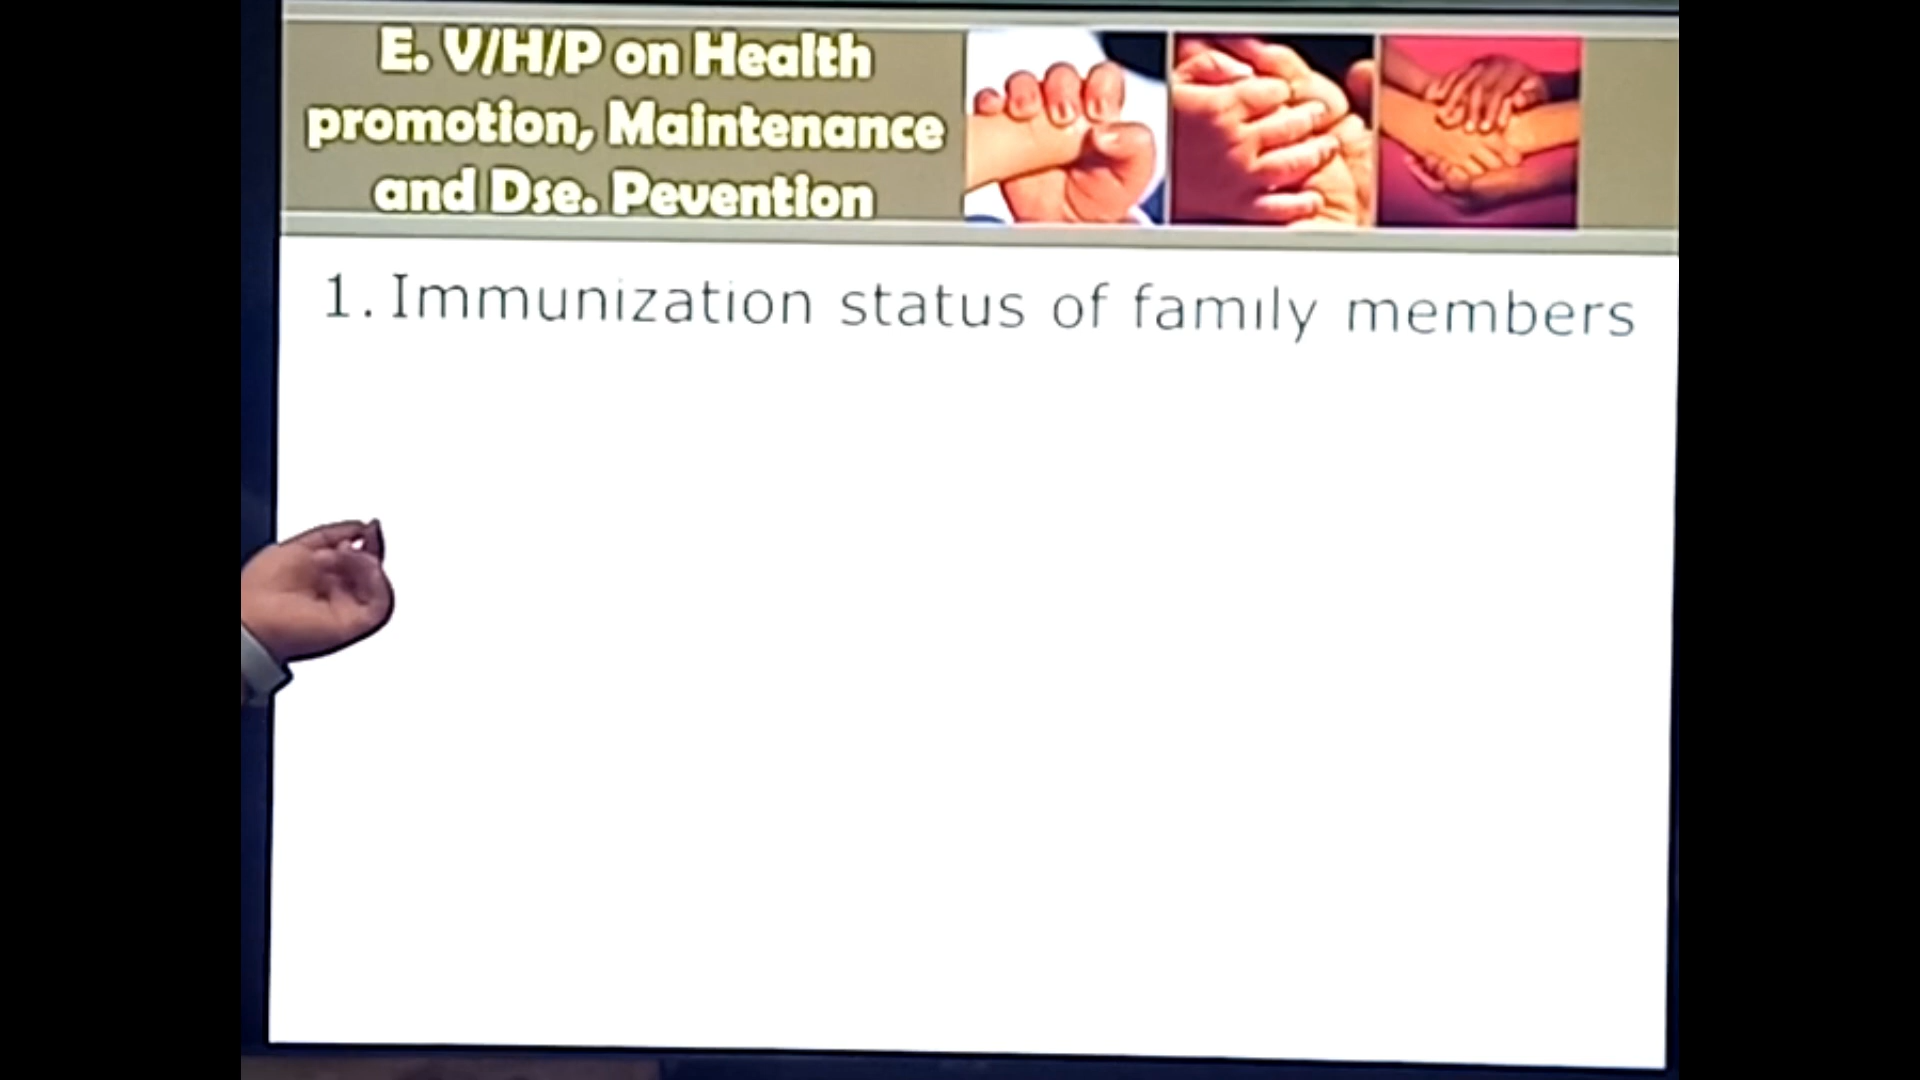 E. V/H/P on Health
promotion, Maintenance
and Dse. Pevention
1. Immunization status of family members